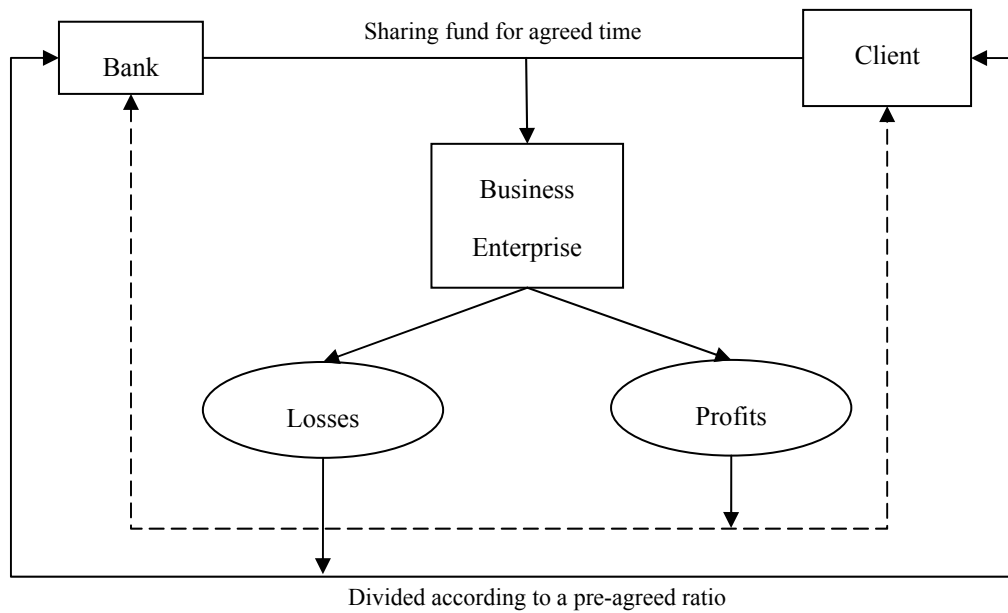 Sharing fund for agreed time
Bank
Client
Business
Enterprise
Losses
Profits
Divided according to a pre-agreed ratio